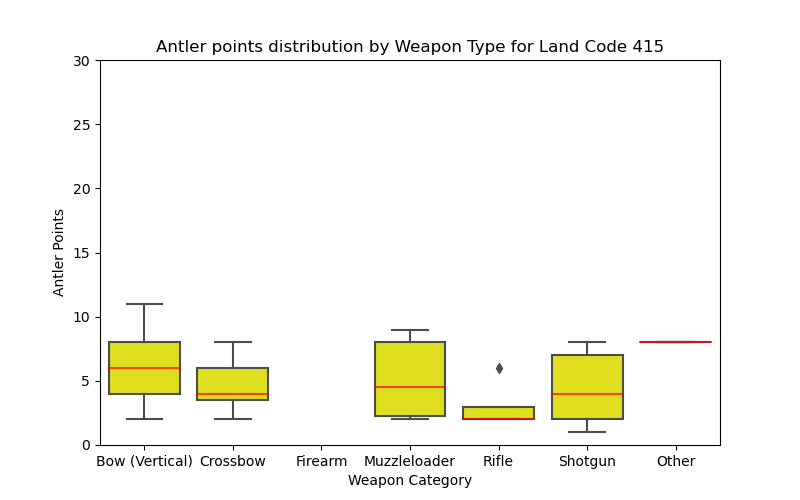 Antler points distribution by Weapon Type for Land Code 415
30
25
20
15
10
5
0
Antler Points
Bow (Vertical) Crossbow Firearm Muzzleloader Rifle Shotgun Other
Weapon Category